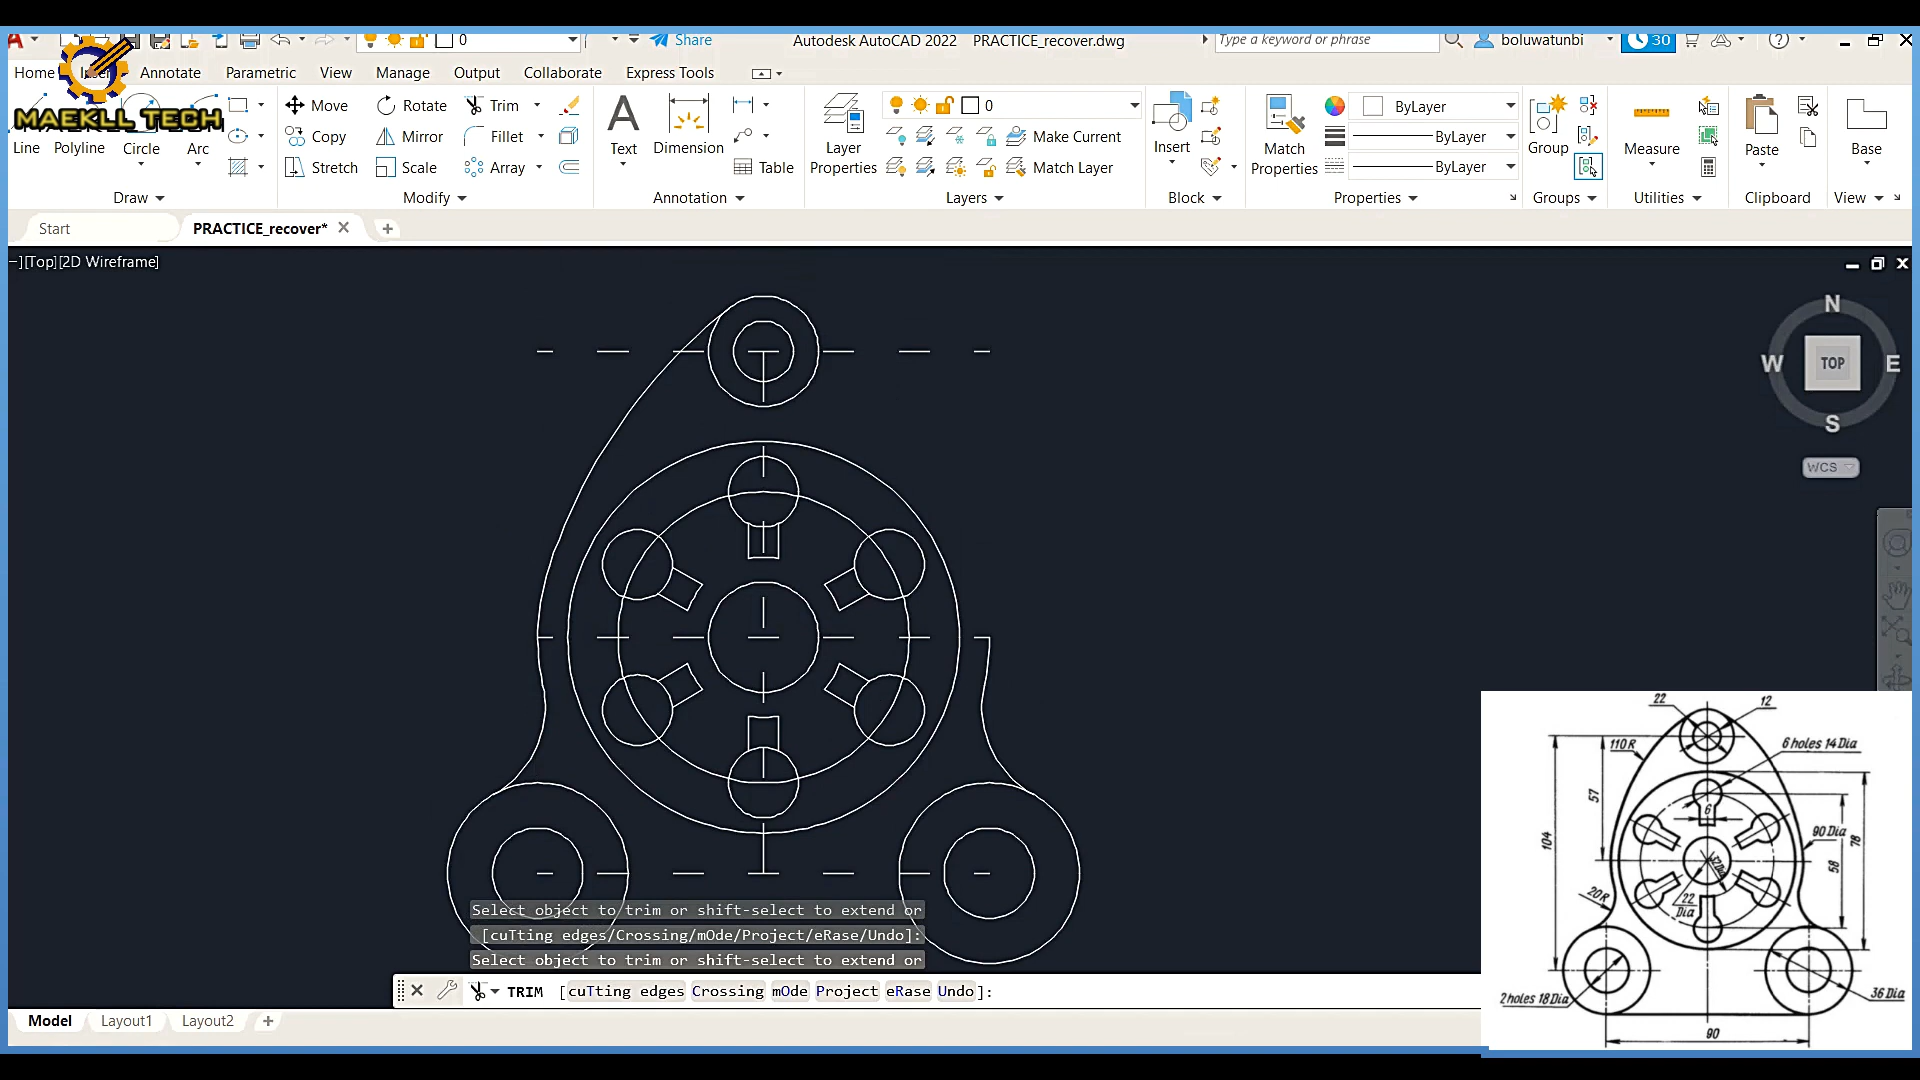 0
Share
Autodesk AutoCAD 2022 PRACTICE_recover.dwg
Type a keyword or phrase
boluwatunbi
30
Home
Annotate
Parametric
View
Manage
Output
Collaborate
Express Tools
MAEKLL TECH
Line
Polyline
Circle
Arc
Draw
Move
Rotate
Trim
Copy
Mirror
Fillet
Stretch
Scale
Array
Modify
Text
Dimension
Table
Annotation
Layer
Properties
0
Make Current
Match Layer
Layers
Insert
Block
Match
Properties
ByLayer
ByLayer
ByLayer
Properties
Group
Groups
Measure
Utilities
Paste
Clipboard
Base
View
Start
PRACTICE_recover*
−][Top][2D Wireframe]
N
W
TOP
E
S
WCS
22
12
110R
6 holes 14 Dia
57
6
104
90 Dia
78
58
20R
22
Dia
2 holes 18 Dia
36 Dia
90
Select object to trim or shift-select to extend or
[cuTting edges/Crossing/mOde/Project/eRase/Undo]:
Select object to trim or shift-select to extend or
TRIM [cuTting edges Crossing mOde Project eRase Undo]:
Model
Layout1
Layout2